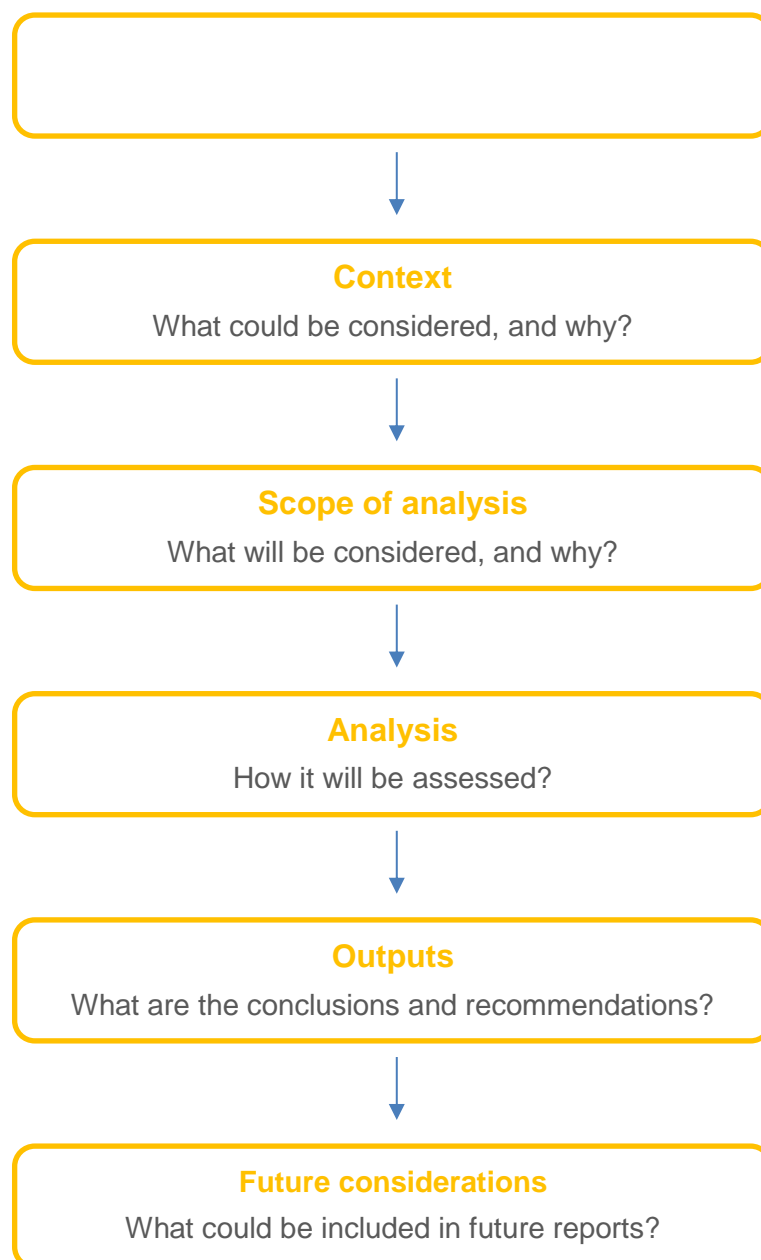 Context
What could be considered, and why?
Scope of analysis
What will be considered, and why?
Analysis
How it will be assessed?
Outputs
What are the conclusions and recommendations?
Future considerations
What could be included in future reports?